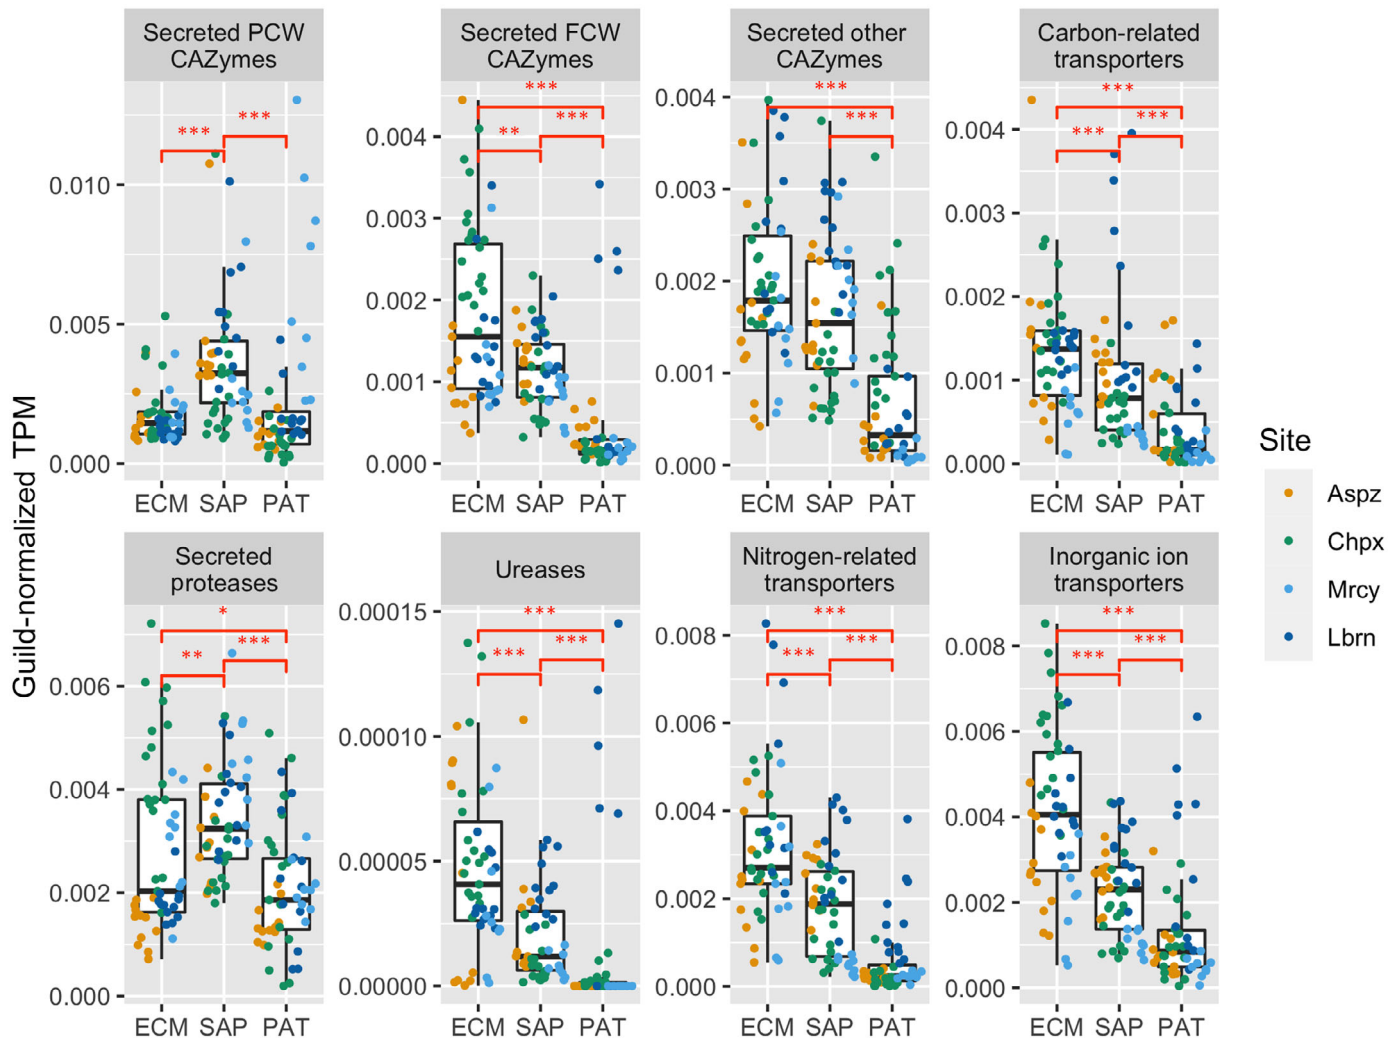 Secreted PCW
CAZymes
Secreted FCW
CAZymes
Secreted other
CAZymes
Carbon-related
transporters
*** ***
0.010
0.005
0.000
ECM SAP PAT
***
** ***
0.004
0.003
0.002
0.001
0.000
ECM SAP PAT
***
***
0.004
0.003
0.002
0.001
0.000
ECM SAP PAT
***
*** ***
0.004
0.003
0.002
0.001
0.000
ECM SAP PAT
Guild-normalized TPM
Secreted
proteases
Ureases
Nitrogen-related
transporters
Inorganic ion
transporters
*
** ***
0.006
0.004
0.002
0.000
ECM SAP PAT
***
*** ***
0.00015
0.00010
0.00005
0.00000
ECM SAP PAT
***
*** ***
0.008
0.006
0.004
0.002
0.000
ECM SAP PAT
***
*** ***
0.008
0.006
0.004
0.002
0.000
ECM SAP PAT
Site
Aspz
Chpx
Mrcy
Lbrn